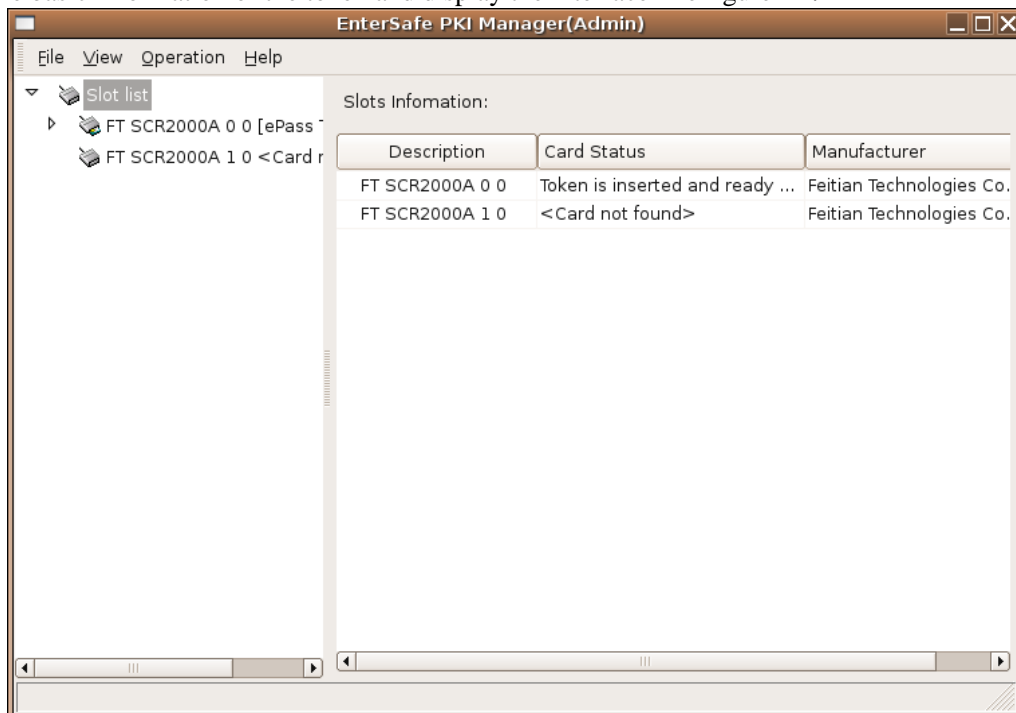 EnterSafe PKI Manager(Admin)
File View Operation Help
Slot list
FT SCR2000A 0 0 [ePass
FT SCR2000A 1 0 <Card
Slots Infomation:
Description Card Status Manufacturer
FT SCR2000A 0 0 Token is inserted and ready ... Feitian Technologies Co.
FT SCR2000A 1 0 <Card not found> Feitian Technologies Co.